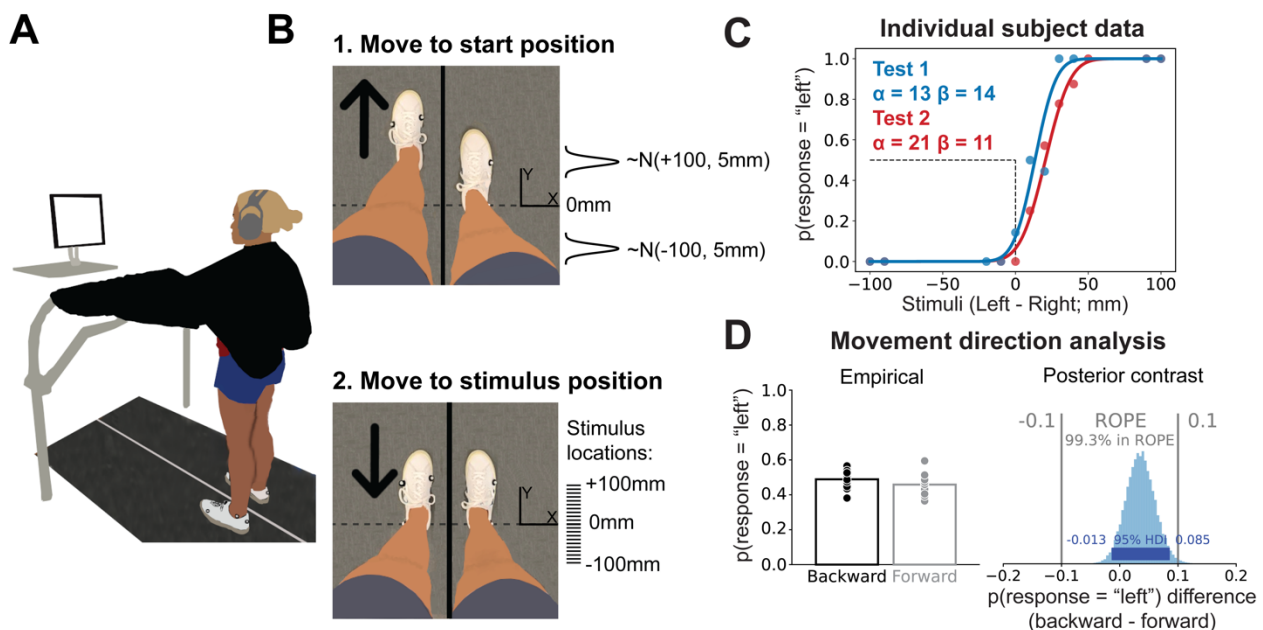 A
B
1. Move to start position
~N(+100, 5mm)
Y
X
0mm
~N(-100, 5mm)
2. Move to stimulus position
Stimulus
locations:
+100mm
0mm
-100mm
Y
X
C
Individual subject data
p(response = “left”)
1.0
0.8
0.6
0.4
0.2
0.0
Test 1
α = 13 β = 14
Test 2
α = 21 β = 11
−100 −50 0 50 100
Stimuli (Left - Right; mm)
D
Movement direction analysis
Empirical
p(response = “left”)
1.0
0.8
0.6
0.4
0.2
0.0
Backward Forward
Posterior contrast
-0.1 ROPE 0.1
99.3% in ROPE
-0.013 95% HDI 0.085
−0.2 −0.1 0.0 0.1 0.2
p(response = “left”) difference
(backward - forward)